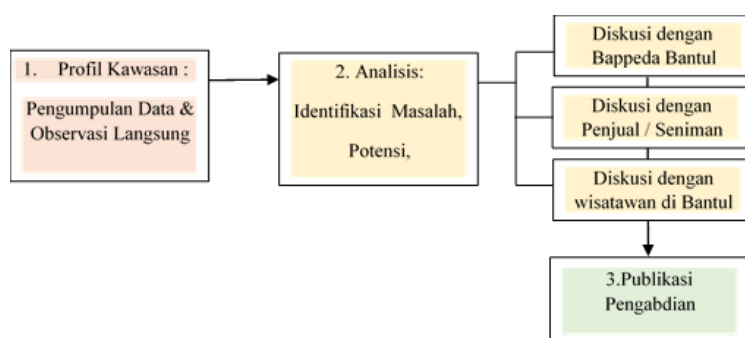 1. Profil Kawasan :
Pengumpulan Data &
Observasi Langsung
2. Analisis:
Identifikasi Masalah,
Potensi,
Diskusi dengan
Bappeda Bantul
Diskusi dengan
Penjual / Seniman
Diskusi dengan
wisatawan di Bantul
3.Publikasi
Pengabdian